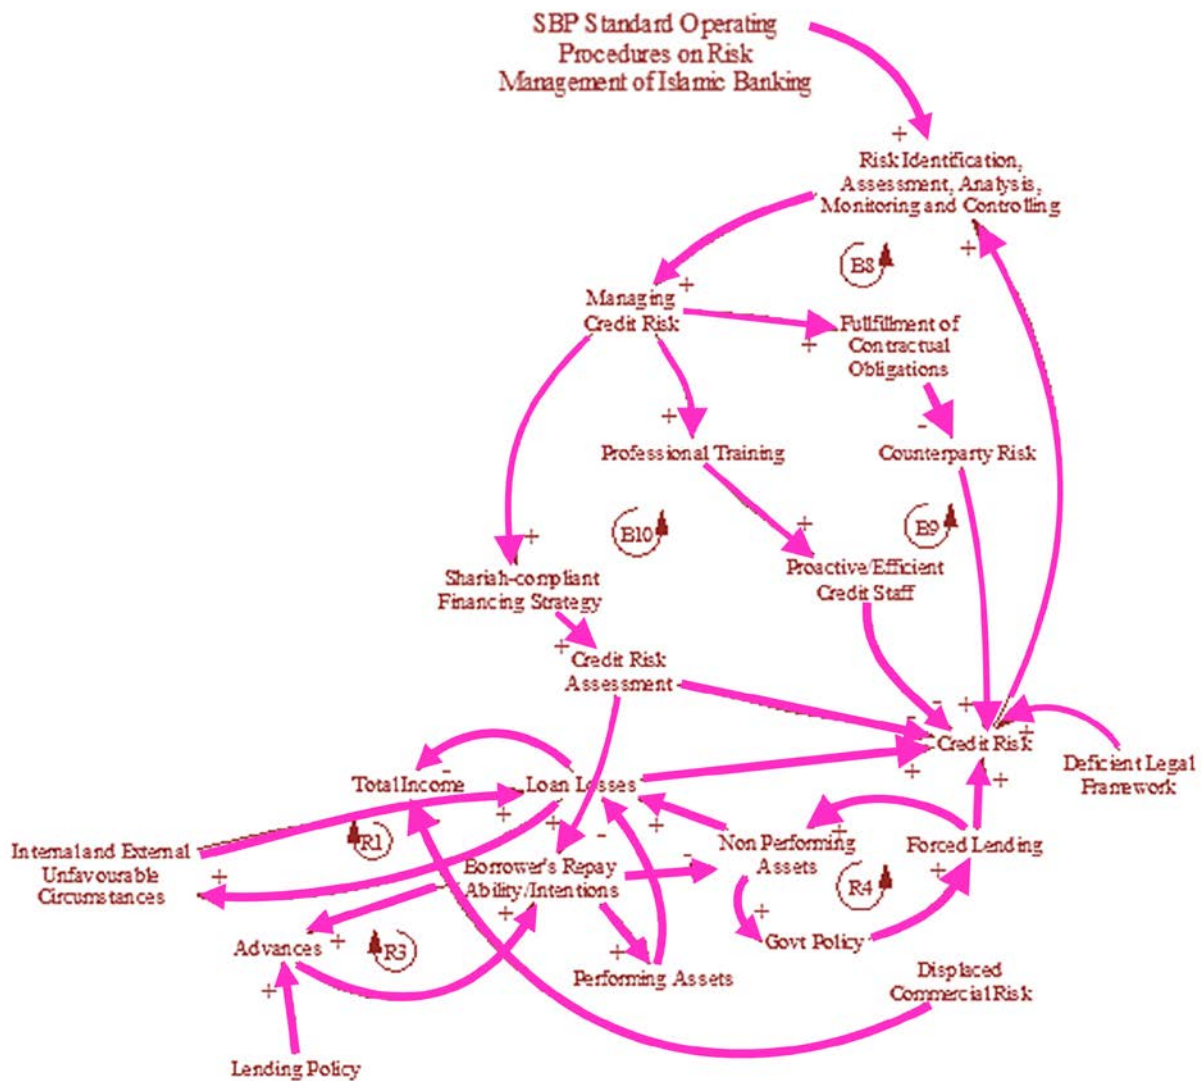 SBP Standard Operating
Procedures on Risk
Management of Islamic Banking
+
Risk Identification,
Assessment, Analysis,
Monitoring and Controlling
+
B8
+
Managing
Credit Risk
+
Fullfillment of
Contractual
Obligations
+
-
Professional Training
Counterparty Risk
B10
B9
+
+
Shariah-compliant
Financing Strategy
Proactive/Efficient
Credit Staff
+
Credit Risk
Assessment
-
+
-
+
Credit Risk
Deficient Legal
Framework
-
Total Income
Loan Losses
+
+
+
+
R1
-
+
Non Performing
Assets
+
Forced Lending
Internal and External
Unfavourable
Circumstances
+
Borrower's Repay
Ability/Intentions
-
R4
+
+
+
Govt Policy
Advances
+
R3
+
Performing Assets
Displaced
Commercial Risk
+
Lending Policy